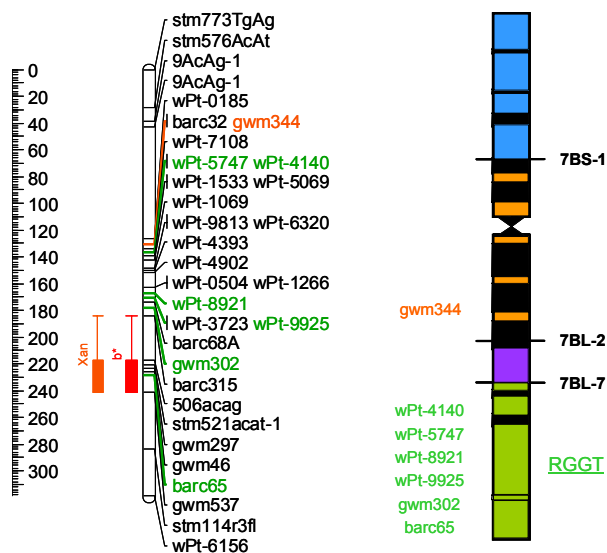 stm773TgAg
stm576AcAt
9AcAg-1
9AcAg-1
wPt-0185
barc32 gwm344
wPt-7108
wPt-5747 wPt-4140
wPt-1533 wPt-5069
wPt-1069
wPt-9813 wPt-6320
wPt-4393
wPt-4902
wPt-0504 wPt-1266
wPt-8921
wPt-3723 wPt-9925
barc68A
gwm302
barc315
506acag
stm521acat-1
gwm297
gwm46
barc65
gwm537
stm114r3fl
wPt-6156
0
20
40
60
80
100
120
140
160
180
200
220
240
260
280
300
Xan
b*
7BS-1
gwm344
7BL-2
7BL-7
wPt-4140
wPt-5747
wPt-8921
wPt-9925
gwm302
barc65
RGGT